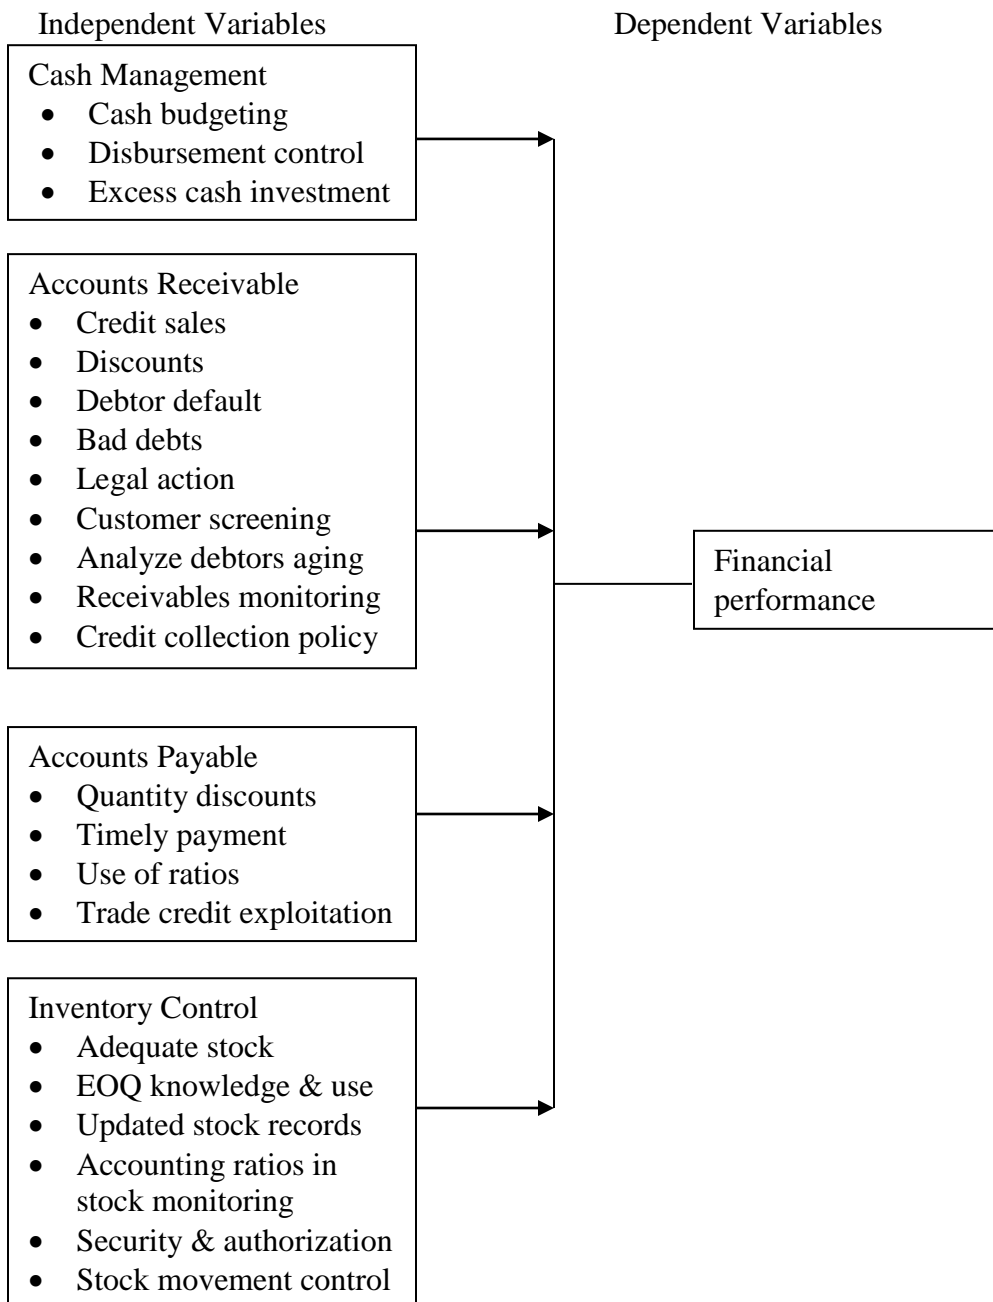 Independent Variables
Dependent Variables
Cash Management
• Cash budgeting
• Disbursement control
• Excess cash investment
Accounts Receivable
• Credit sales
• Discounts
• Debtor default
• Bad debts
• Legal action
• Customer screening
• Analyze debtors aging
• Receivables monitoring
• Credit collection policy
Financial
performance
Accounts Payable
• Quantity discounts
• Timely payment
• Use of ratios
• Trade credit exploitation
Inventory Control
• Adequate stock
• EOQ knowledge & use
• Updated stock records
• Accounting ratios in
stock monitoring
• Security & authorization
• Stock movement control